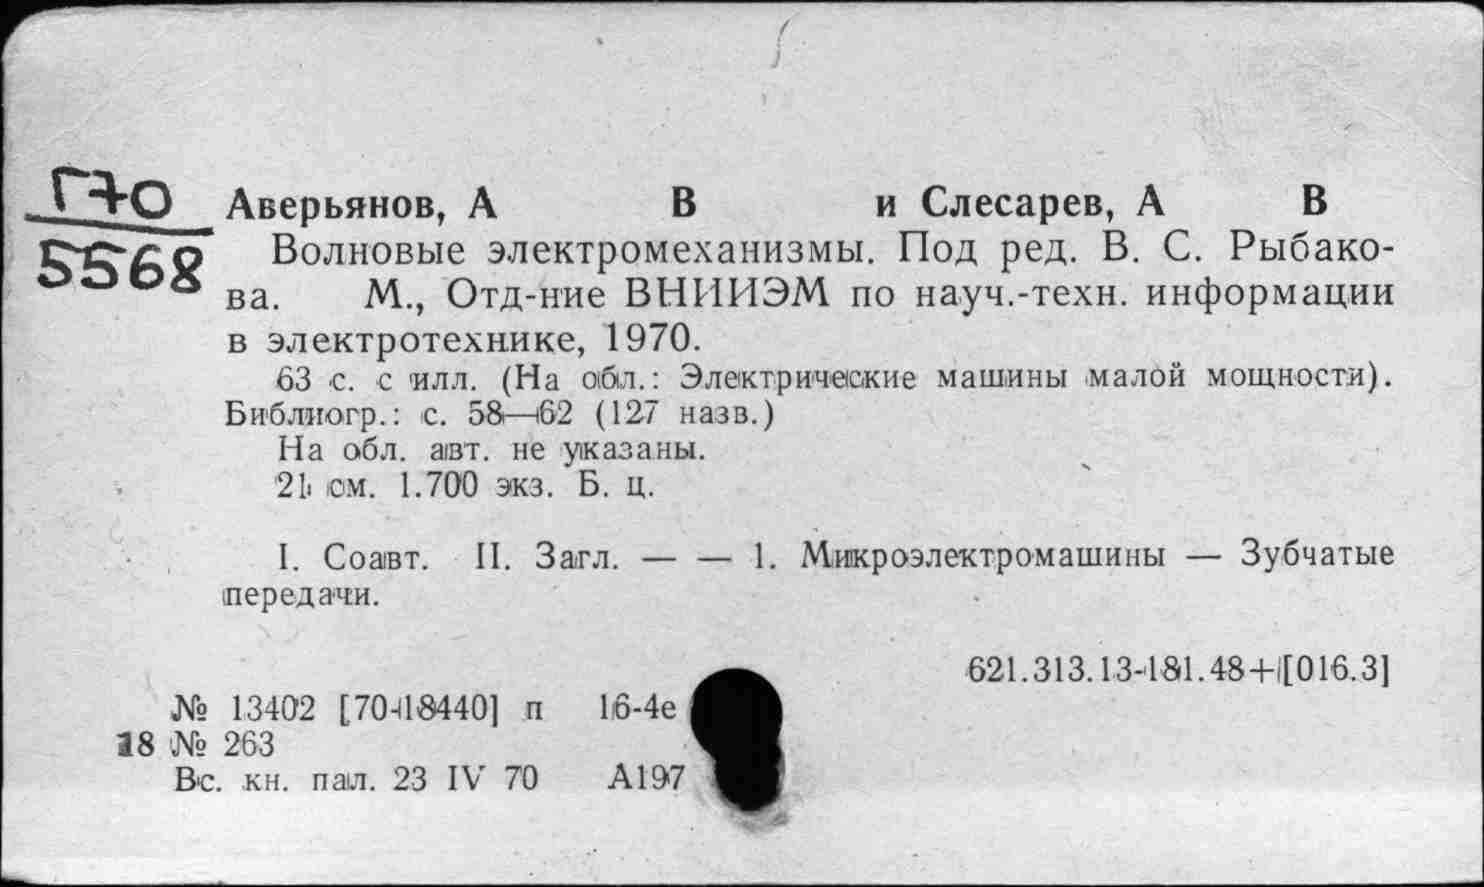 Г70
5568
Аверьянов, А В и Слесарев, А В
Волновые электромеханизмы. Под ред. В. С. Рыбако-
ва. М., Отд-ние ВНИИЭМ по науч.-техн. информации
в электротехнике, 1970.
63 с. с илл. (На обл.: Электрические машины малой мощности).
Библиогр.: с. 58—62 (127 назв.)
На обл. авт. не указаны.
21 см. 1.700 экз. Б. ц.
I. Соавт. II. Загл. — — 1. Микроэлектромашины — Зубчатые
передачи.
621.313.13-181.48+[016.3]
№ 13402 [70-18440] п 16-4е
18 № 263
Вс. кн. пал. 23 IV 70 А197